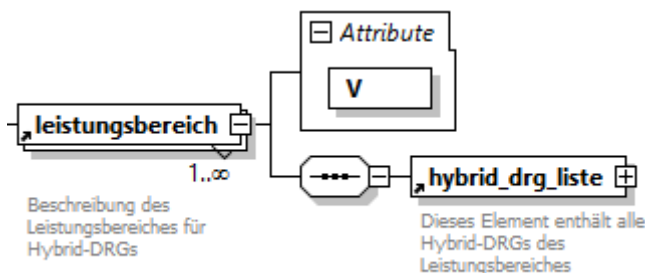 Attribute
V
leistungsbereich
1..∞
Beschreibung des
Leistungsbereiches für
Hybrid-DRGs
hybrid_drg_liste
Dieses Element enthält alle
Hybrid-DRGs des
Leistungsbereiches